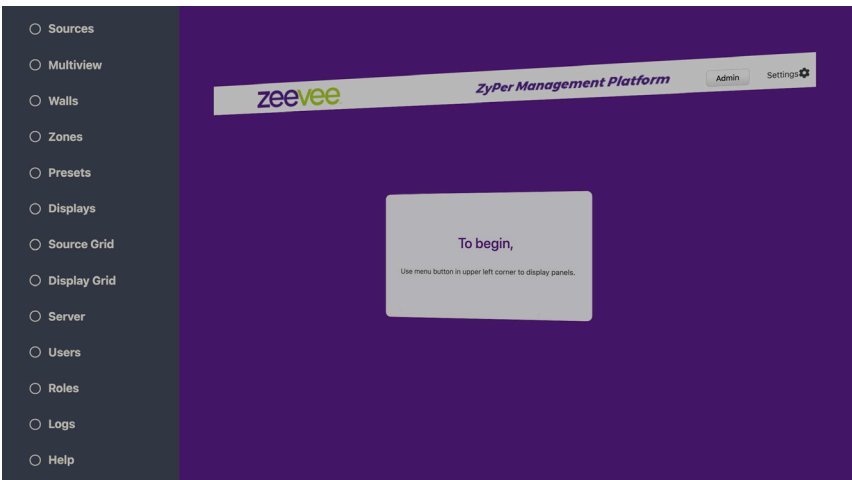 Sources
Multiview
Walls
Zones
Presets
Displays
Source Grid
Display Grid
Server
Users
Roles
Logs
Help
zeevee
ZyPer Management Platform
Admin
Settings
To begin,
Use menu button in upper left corner to display panels.